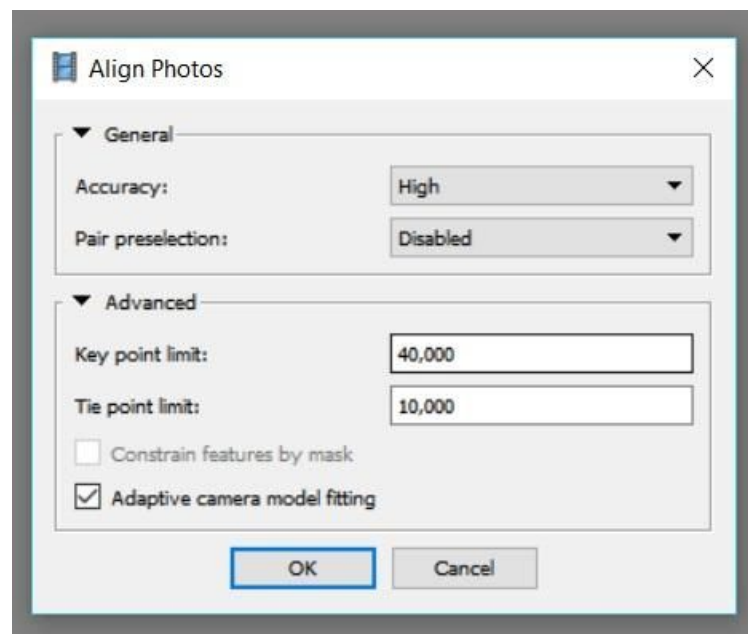 Align Photos
General
Accuracy: High
Pair preselection: Disabled
Advanced
Key point limit: 40,000
Tie point limit: 10,000
Constrain features by mask
Adaptive camera model fitting
OK Cancel